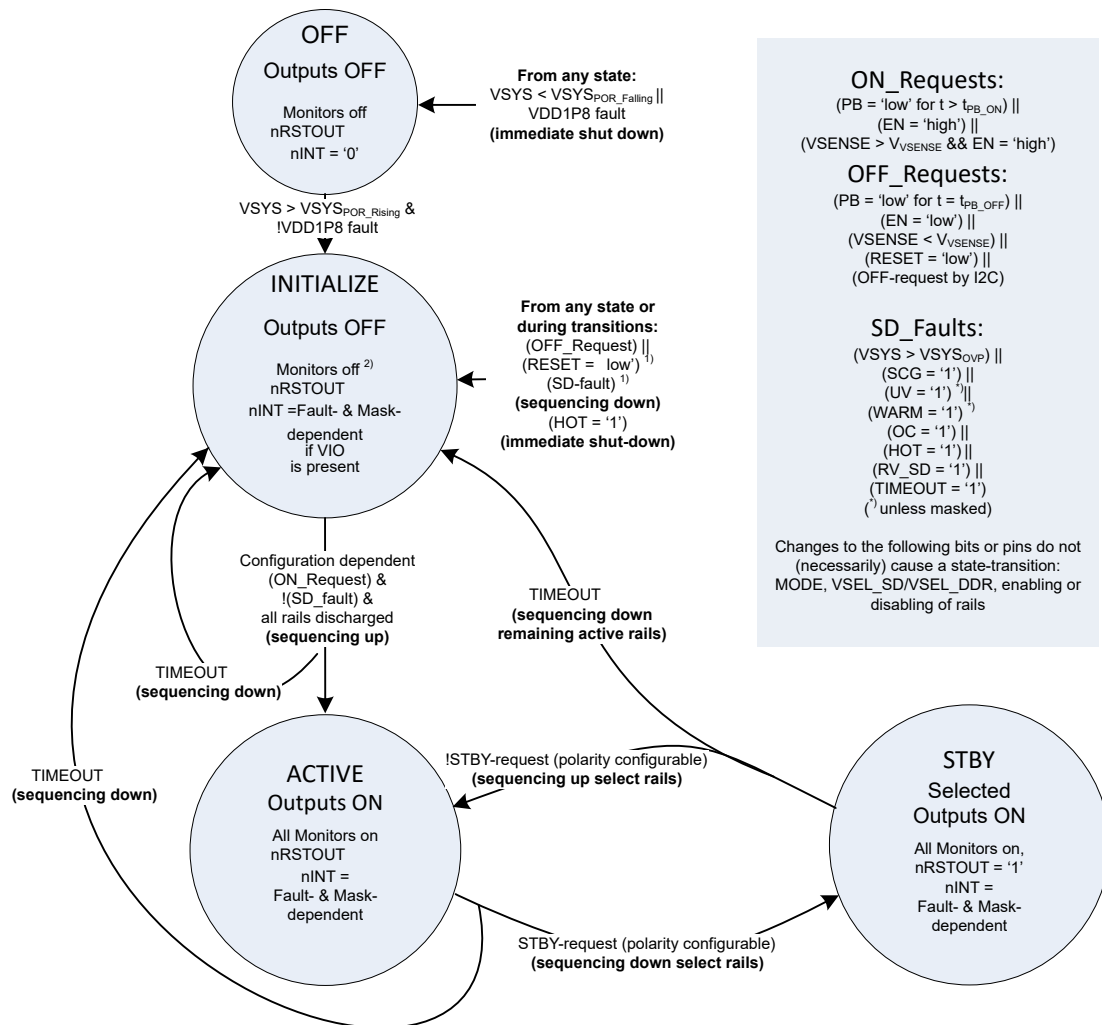 OFF
Outputs OFF
Monitors off
nRSTOUT
nINT = ‘0’
From any state:
VSYS < VSYSPOR_Falling ||
VDD1P8 fault
(immediate shut down)
VSYS > VSYSPOR_Rising &
!VDD1P8 fault
INITIALIZE
Outputs OFF
Monitors off 2)
nRSTOUT
nINT =Fault- & Mask-
dependent
if VIO
is present
From any state or
during transitions:
(OFF_Request) ||
(RESET = low’) 1)
(SD-fault) 1)
(sequencing down)
(HOT = ‘1’)
(immediate shut-down)
Configuration dependent
(ON_Request) &
!(SD_fault) &
all rails discharged
(sequencing up)
TIMEOUT
(sequencing down)
TIMEOUT
(sequencing down
remaining active rails)
TIMEOUT
(sequencing down)
!STBY-request (polarity configurable)
(sequencing up select rails)
ACTIVE
Outputs ON
All Monitors on
nRSTOUT
nINT =
Fault- & Mask-
dependent
STBY-request (polarity configurable)
(sequencing down select rails)
STBY
Selected
Outputs ON
All Monitors on,
nRSTOUT = ‘1’
nINT =
Fault- & Mask-
dependent
ON_Requests:
(PB = ‘low’ for t > tPB_ON) ||
(EN = ‘high’) ||
(VSENSE > VVSENSE && EN = ‘high’)
OFF_Requests:
(PB = ‘low’ for t = tPB_OFF) ||
(EN = ‘low’) ||
(VSENSE < VVSENSE) ||
(RESET = ‘low’) ||
(OFF-request by I2C)
SD_Faults:
(VSYS > VSYSOVP) ||
(SCG = ‘1’) ||
(UV = ‘1’) *)||
(WARM = ‘1’) *)
(OC = ‘1’) ||
(HOT = ‘1’) ||
(RV_SD = ‘1’) ||
(TIMEOUT = ‘1’)
(*) unless masked)
Changes to the following bits or pins do not
(necessarily) cause a state-transition:
MODE, VSEL_SD/VSEL_DDR, enabling or
disabling of rails